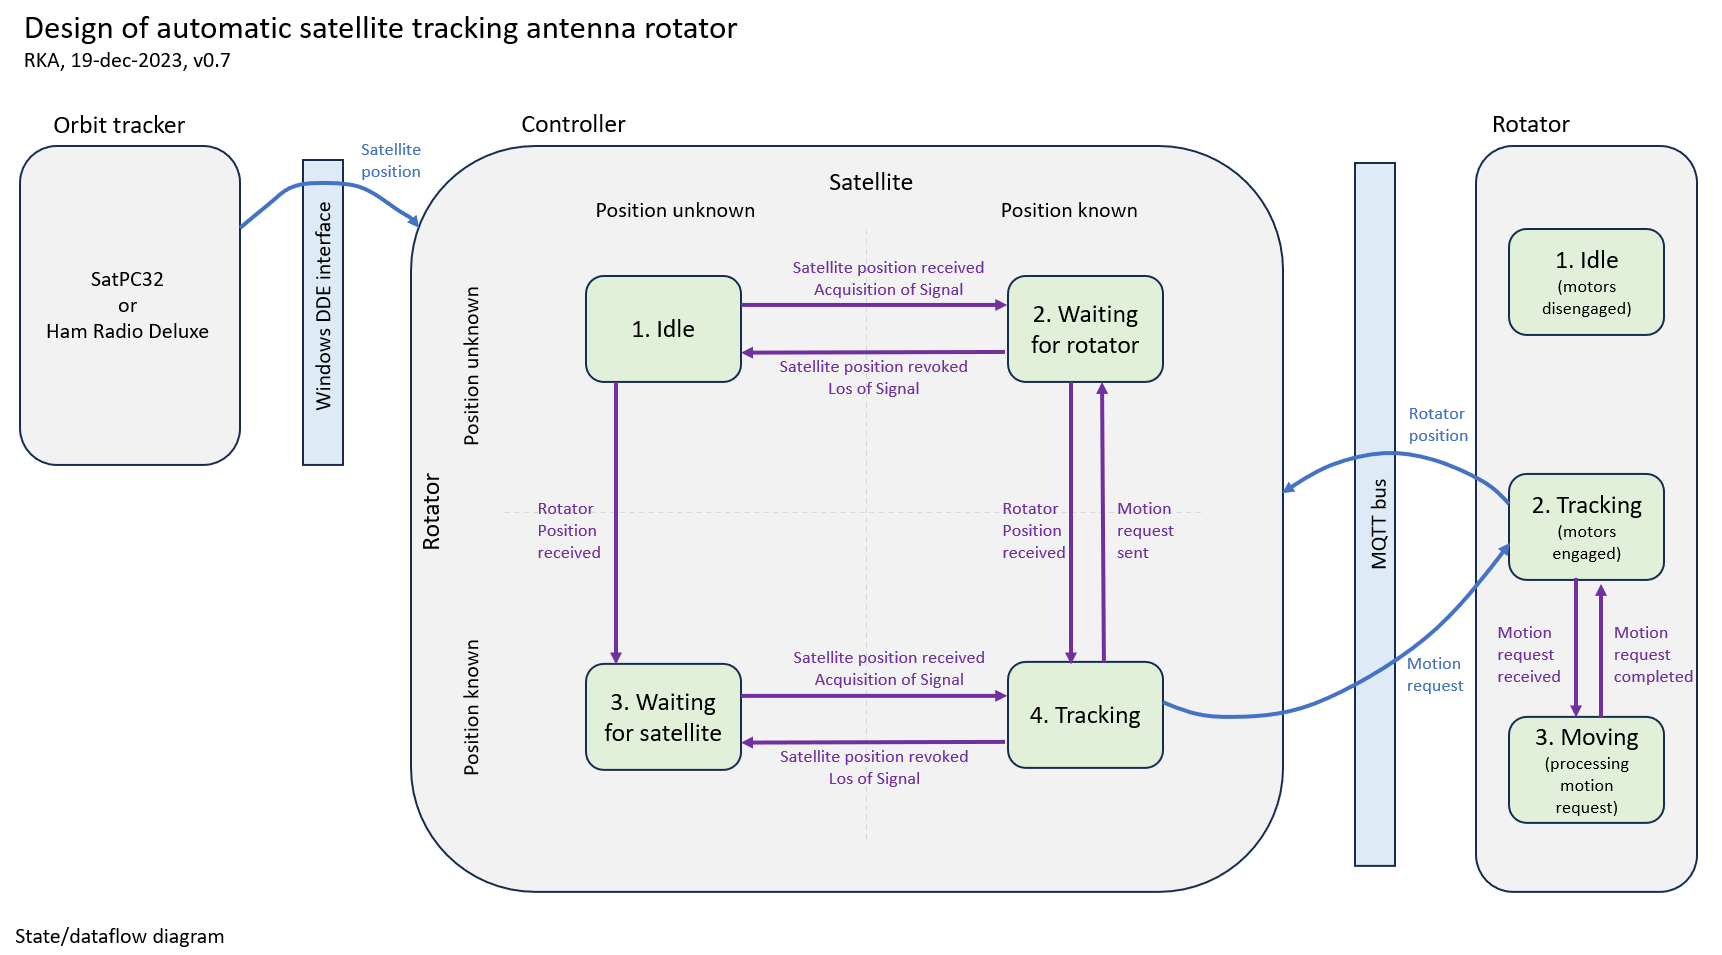 Design of automatic satellite tracking antenna rotator
RKA, 19-dec-2023, v0.7
Orbit tracker
SatPC32
or
Ham Radio Deluxe
Windows DDE interface
Satellite
position
Controller
Satellite
Position unknown
Position known
Rotator
Position unknown
Position known
1. Idle
Satellite position received
Acquisition of Signal
2. Waiting
for rotator
Satellite position revoked
Los of Signal
Rotator
Position
received
Rotator
Position
received
Motion
request
sent
3. Waiting
for satellite
Satellite position received
Acquisition of Signal
4. Tracking
Satellite position revoked
Los of Signal
MQTT bus
Rotator
position
Motion
request
Rotator
1. Idle
(motors
disengaged)
2. Tracking
(motors
engaged)
Motion
request
received
Motion
request
completed
3. Moving
(processing
motion
request)
State/dataflow diagram